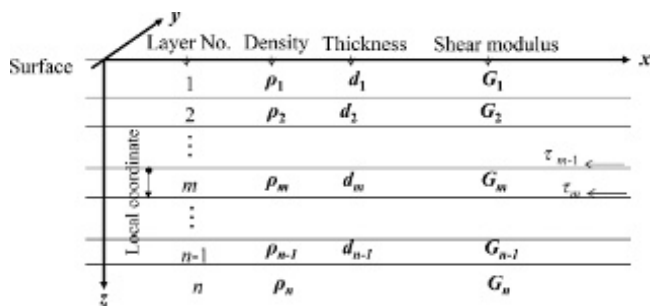 y
Layer No. Density Thickness Shear modulus
Surface x
1 ρ1 d1 G1
2 ρ2 d2 G2
⋮
τ m-1
Local coordinate
m ρm dm Gm
τm
⋮
n-1 ρn-1 dn-1 Gn-1
n ρn Gn
z